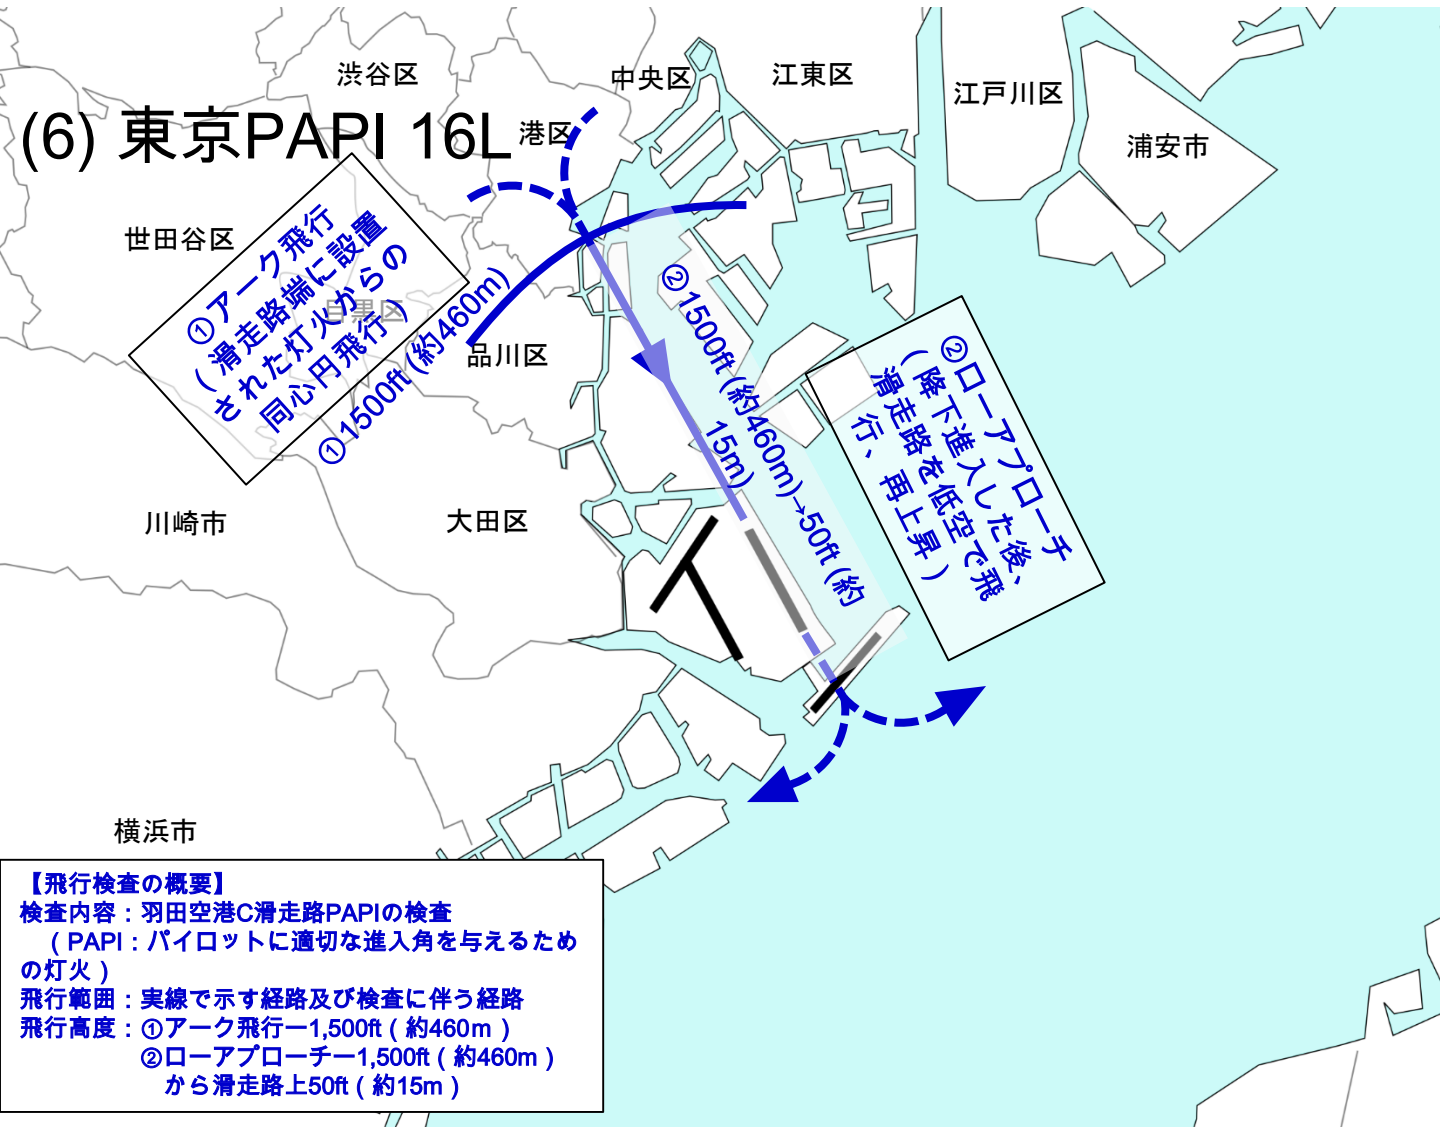 (6) 東京PAPI 16L
渋谷区
中央区
江東区
江戸川区
港区
浦安市
世田谷区
目黒区
品川区
川崎市
大田区
横浜市
①アーク飛行
（滑走路端に設置
された灯火からの
同心円飛行）
①1500ft (約460m)
②1500ft (約460m)→50ft (約
15m)
②ローアプローチ
（降下進入した後、
滑走路を低空で飛
行、再上昇）
【飛行検査の概要】
検査内容：羽田空港C滑走路PAPIの検査
（PAPI：パイロットに適切な進入角を与えるため
の灯火）
飛行範囲：実線で示す経路及び検査に伴う経路
飛行高度：①アーク飛行ー1,500ft（約460m）
②ローアプローチー1,500ft（約460m）
から滑走路上50ft（約15m）